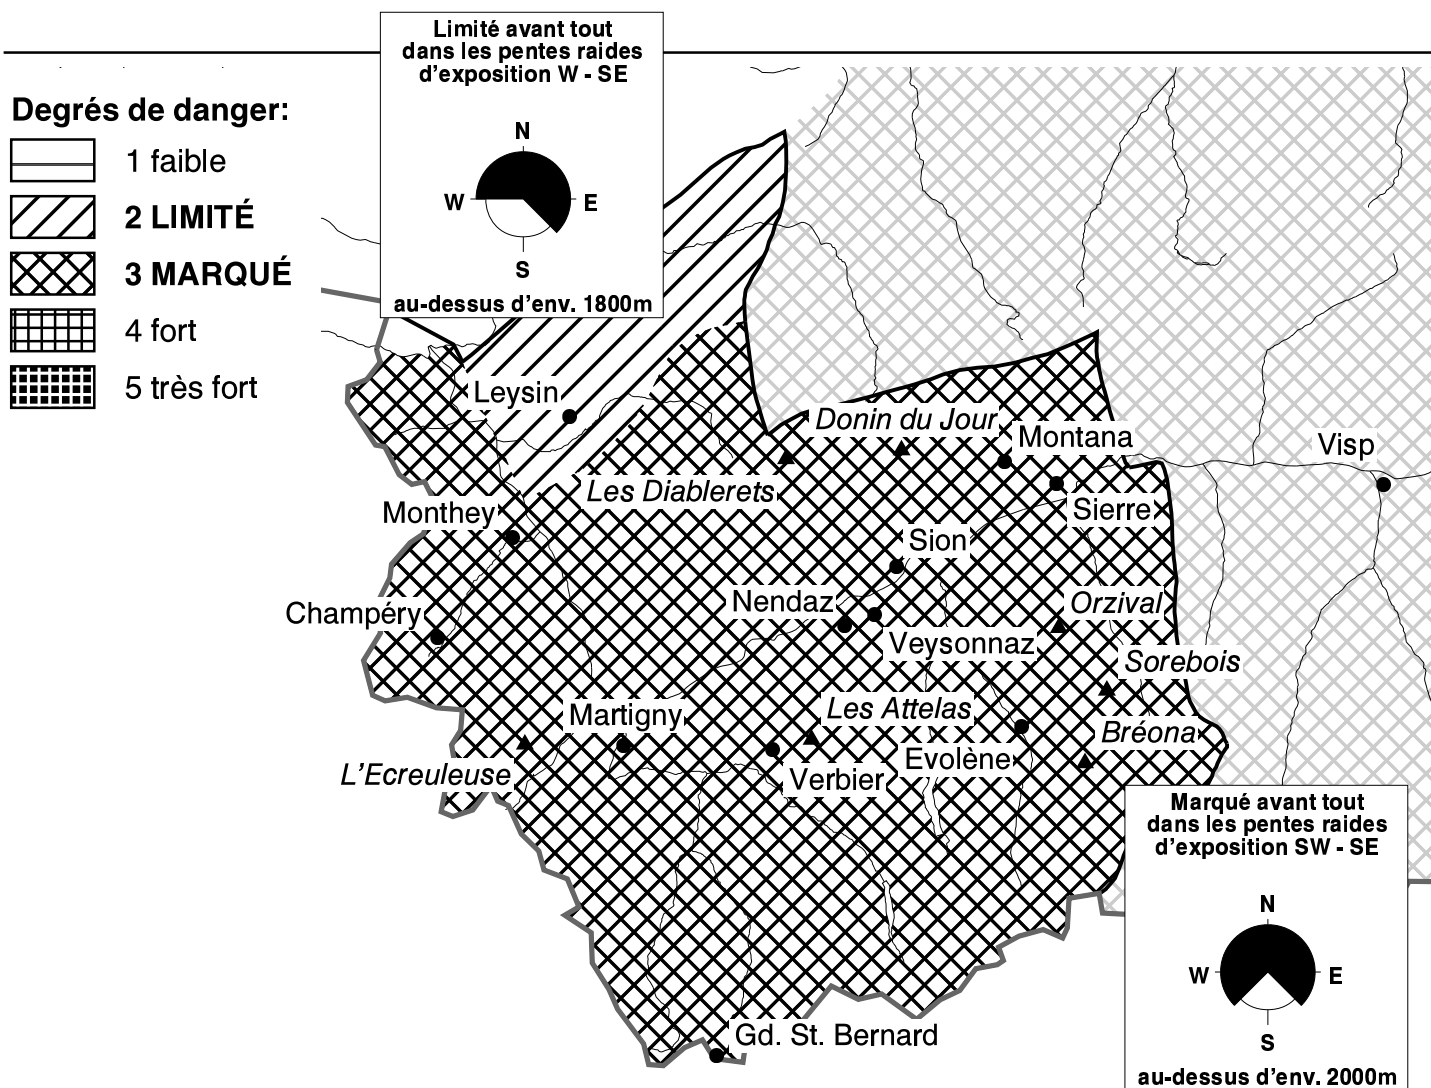 Limité avant tout
dans les pentes raides
d'exposition W - SE
N
W
E
S
au-dessus d'env. 1800m
Degrés de danger:
1 faible
2 LIMITÉ
3 MARQUÉ
4 fort
5 très fort
Leysin
Donin du Jour
Montana
Visp
Les Diablerets
Monthey
Sierre
Sion
Nendaz
Orzival
Champéry
Veysonnaz
Sorebois
Martigny
Les Attelas
Bréona
L'Ecreuleuse
Evolène
Verbier
Gd. St. Bernard
Marqué avant tout
dans les pentes raides
d'exposition SW - SE
N
W
E
S
au-dessus d'env. 2000m